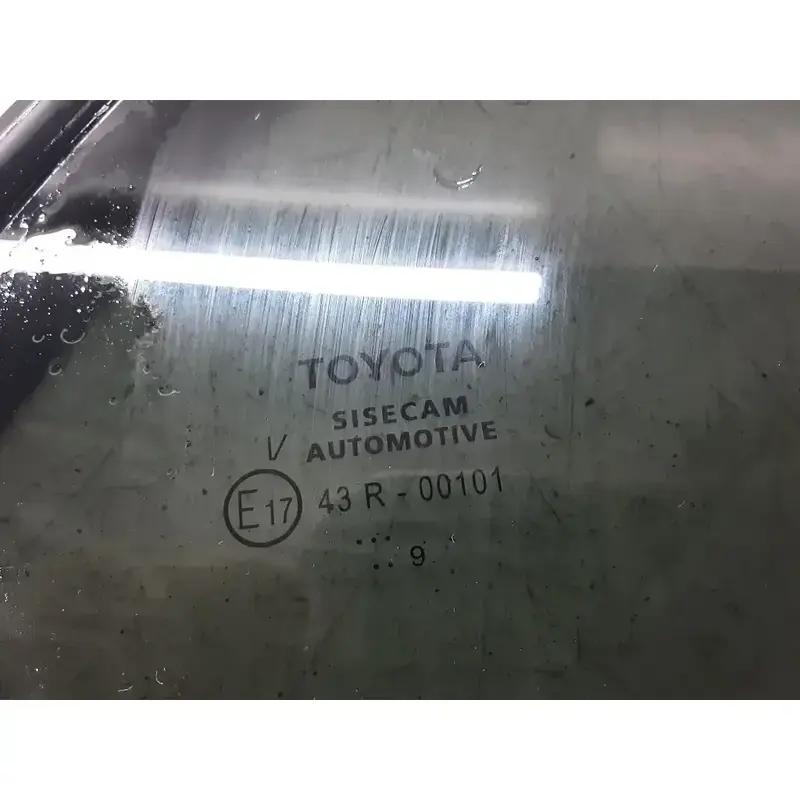 TOYOTA
SISECAM
V AUTOMOTIVE
E17 43 R - 00101
...
.. 9